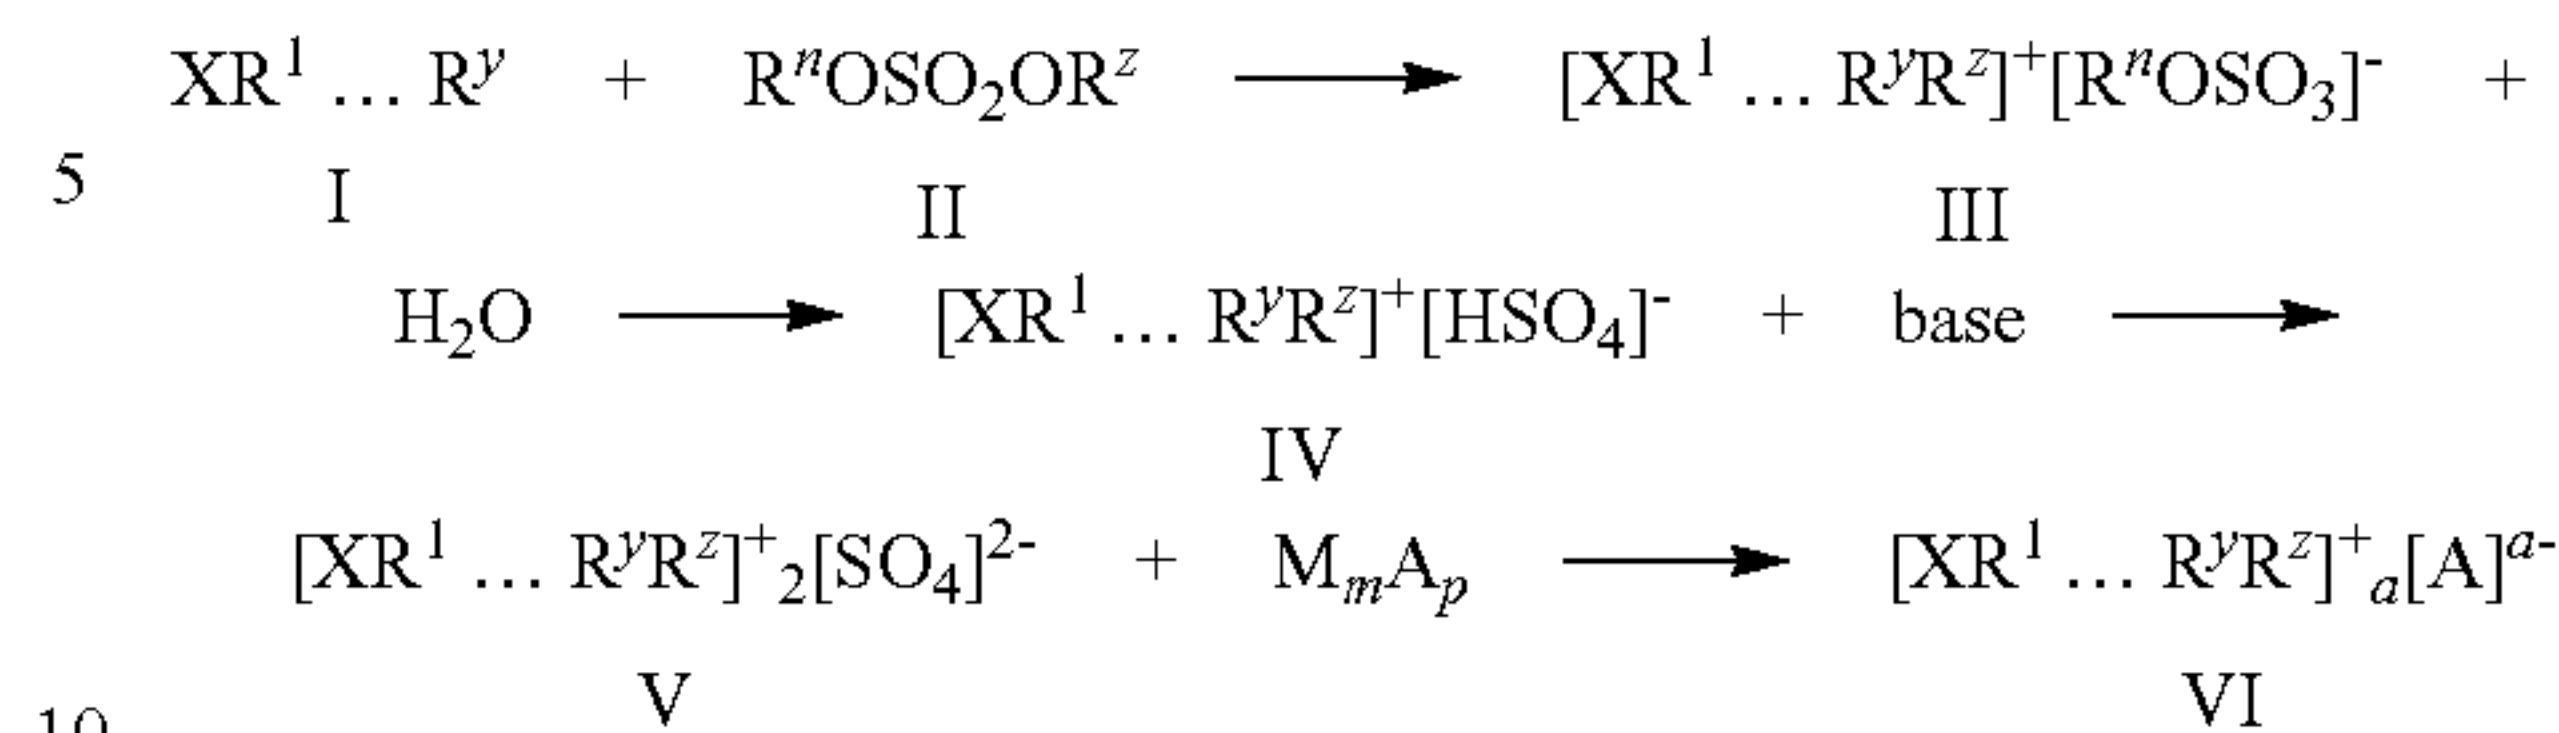 XR¹ … Rʸ + RⁿOSO₂ORᶻ ⟶ [XR¹ … RʸRᶻ]⁺[RⁿOSO₃]⁻ +
5 I II III
H₂O ⟶ [XR¹ … RʸRᶻ]⁺[HSO₄]⁻ + base ⟶
IV
[XR¹ … RʸRᶻ]⁺₂[SO₄]²⁻ + MₘAₚ ⟶ [XR¹ … RʸRᶻ]⁺ₐ[A]ᵃ⁻
V VI
10